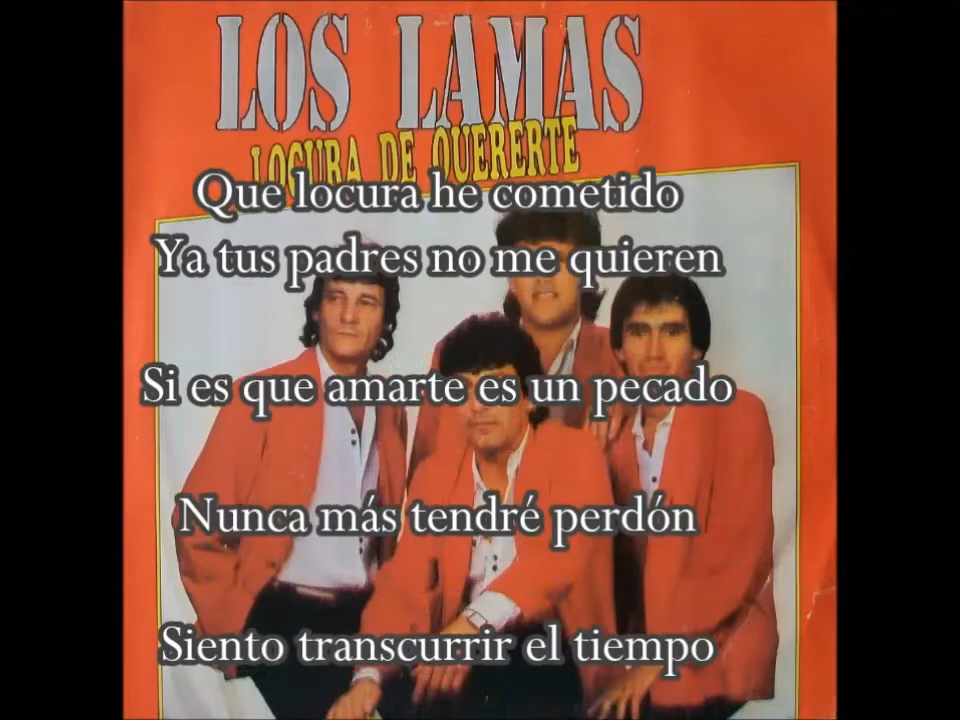 LOS LAMAS
LOCURA DE QUERERTE
Que locura he cometido
Ya tus padres no me quieren
Si es que amarte es un pecado
Nunca más tendré perdón
Siento transcurrir el tiempo